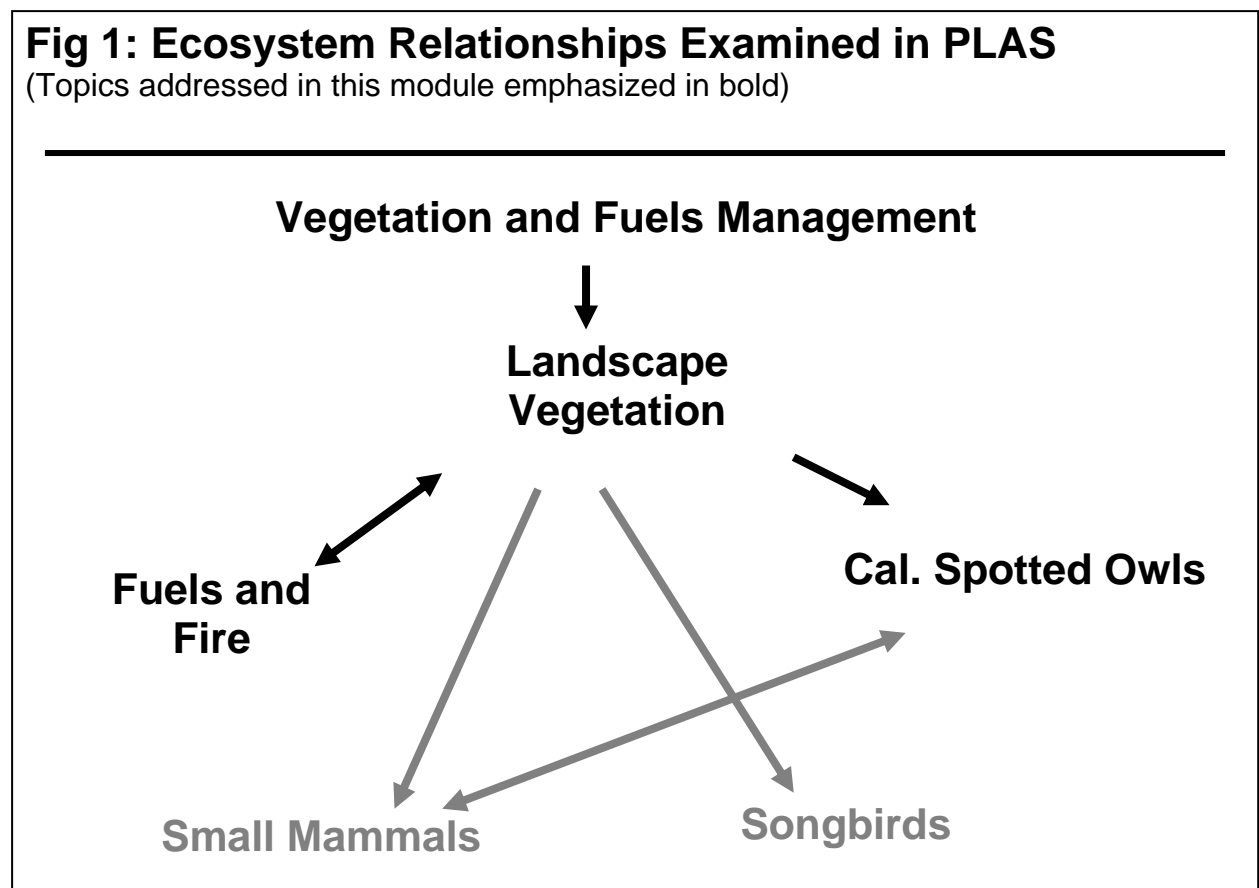 Fig 1: Ecosystem Relationships Examined in PLAS
(Topics addressed in this module emphasized in bold)
Vegetation and Fuels Management
Landscape
Vegetation
Fuels and
Fire
Cal. Spotted Owls
Small Mammals
Songbirds